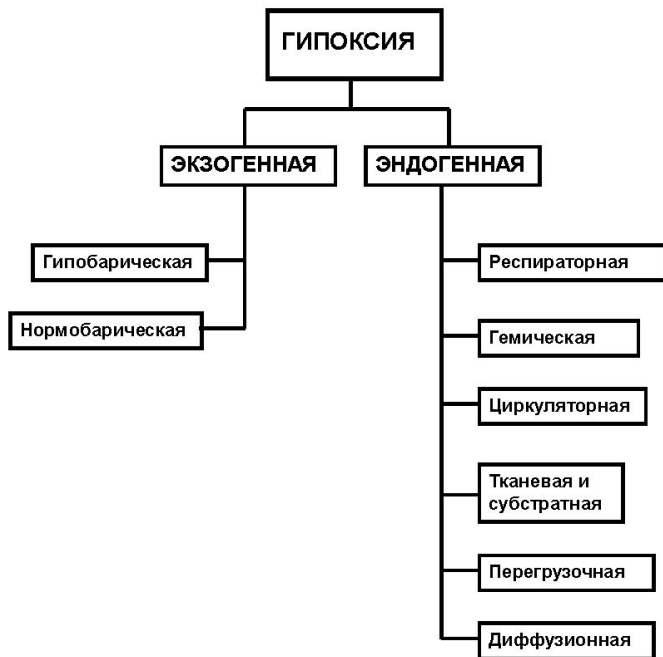 ГИПОКСИЯ
ЭКЗОГЕННАЯ
ЭНДОГЕННАЯ
Гипобарическая
Нормобарическая
Респираторная
Гемическая
Циркуляторная
Тканевая и
субстратная
Перегрузочная
Диффузионная